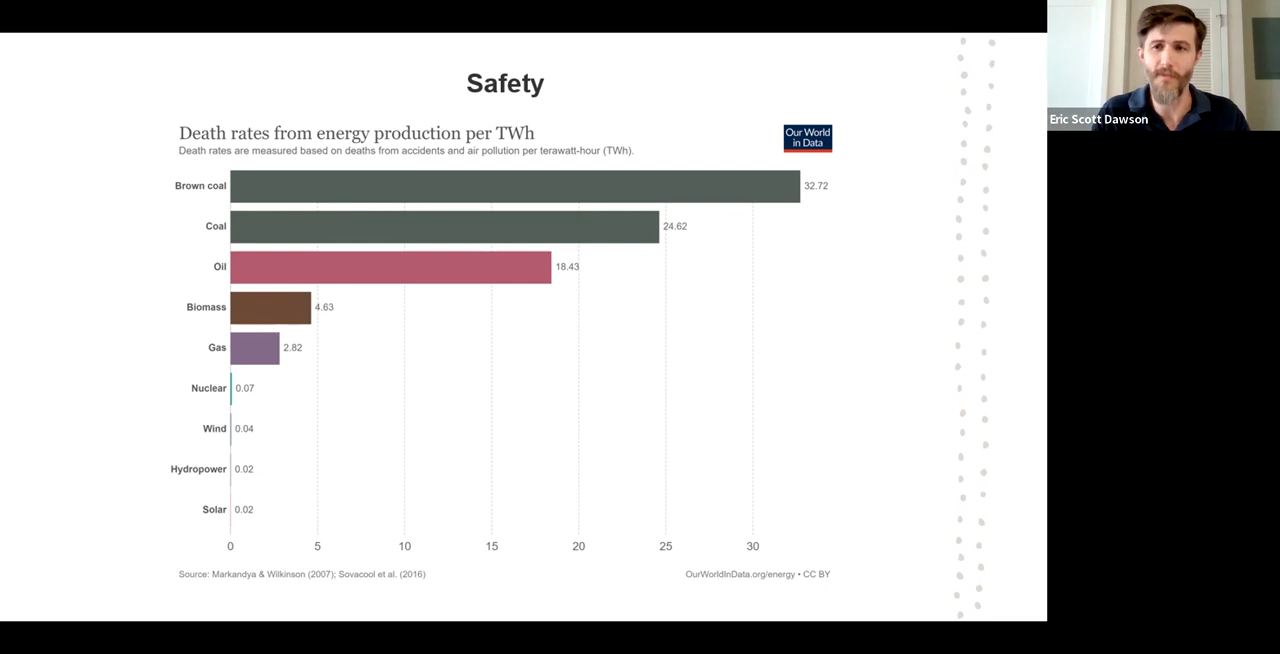 Safety
Death rates from energy production per TWh
Death rates are measured based on deaths from accidents and air pollution per terawatt-hour (TWh).
Our World
in Data
Brown coal 32.72
Coal 24.62
Oil 18.43
Biomass 4.63
Gas 2.82
Nuclear 0.07
Wind 0.04
Hydropower 0.02
Solar 0.02
0 5 10 15 20 25 30
Source: Markandya & Wilkinson (2007); Sovacool et al. (2016) OurWorldInData.org/energy • CC BY
Eric Scott Dawson